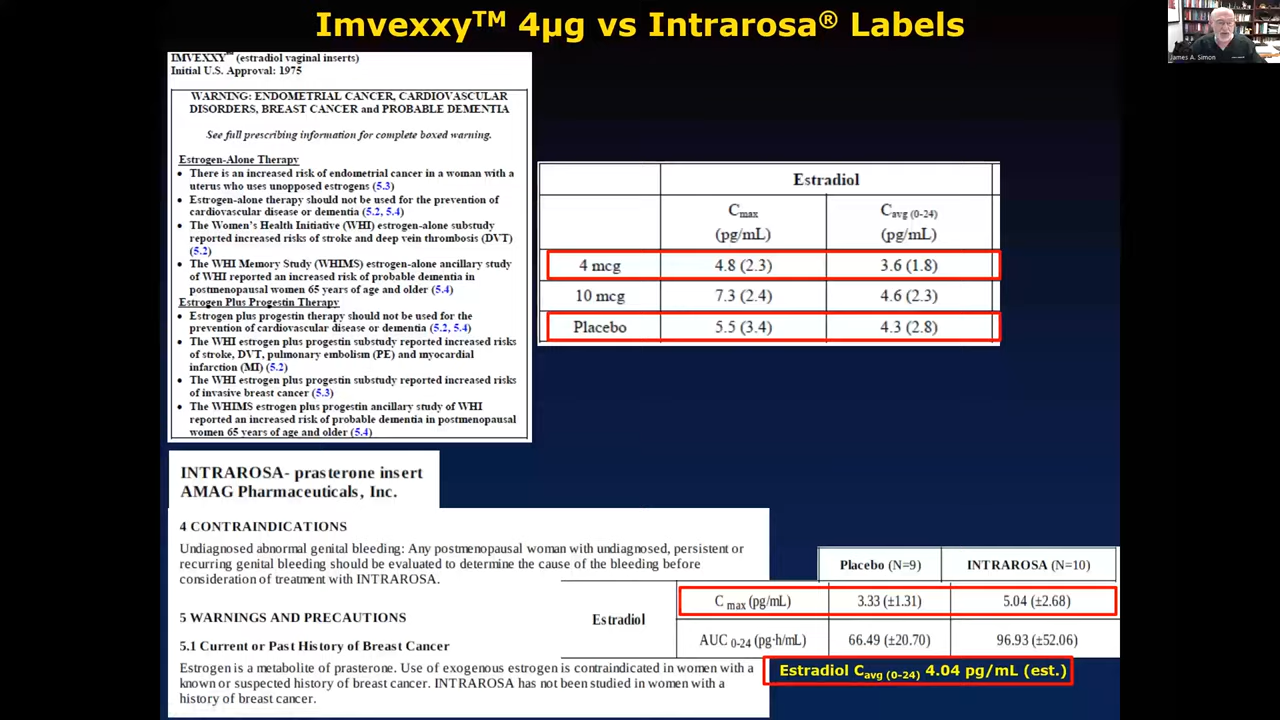 Imvexxy™ 4µg vs Intrarosa® Labels
James A. Simon
IMVEXXY™ (estradiol vaginal inserts)
Initial U.S. Approval: 1975
WARNING: ENDOMETRIAL CANCER, CARDIOVASCULAR
DISORDERS, BREAST CANCER and PROBABLE DEMENTIA
See full prescribing information for complete boxed warning.
Estrogen-Alone Therapy
• There is an increased risk of endometrial cancer in a woman with a
uterus who uses unopposed estrogens (5.3)
• Estrogen-alone therapy should not be used for the prevention of
cardiovascular disease or dementia (5.2, 5.4)
• The Women's Health Initiative (WHI) estrogen-alone substudy
reported increased risks of stroke and deep vein thrombosis (DVT)
(5.2)
• The WHI Memory Study (WHIMS) estrogen-alone ancillary study
of WHI reported an increased risk of probable dementia in
postmenopausal women 65 years of age and older (5.4)
Estrogen Plus Progestin Therapy
• Estrogen plus progestin therapy should not be used for the
prevention of cardiovascular disease or dementia (5.2, 5.4)
• The WHI estrogen plus progestin substudy reported increased risks
of stroke, DVT, pulmonary embolism (PE) and myocardial
infarction (MI) (5.2)
• The WHI estrogen plus progestin substudy reported increased risks
of invasive breast cancer (5.3)
• The WHIMS estrogen plus progestin ancillary study of WHI
reported an increased risk of probable dementia in postmenopausal
women 65 years of age and older (5.4)
Estradiol
Cmax (pg/mL) Cavg (0-24) (pg/mL)
4 mcg 4.8 (2.3) 3.6 (1.8)
10 mcg 7.3 (2.4) 4.6 (2.3)
Placebo 5.5 (3.4) 4.3 (2.8)
INTRAROSA- prasterone insert
AMAG Pharmaceuticals, Inc.
4 CONTRAINDICATIONS
Undiagnosed abnormal genital bleeding: Any postmenopausal woman with undiagnosed, persistent or
recurring genital bleeding should be evaluated to determine the cause of the bleeding before
consideration of treatment with INTRAROSA.
5 WARNINGS AND PRECAUTIONS
5.1 Current or Past History of Breast Cancer
Estrogen is a metabolite of prasterone. Use of exogenous estrogen is contraindicated in women with a
known or suspected history of breast cancer. INTRAROSA has not been studied in women with a
history of breast cancer.
Placebo (N=9) INTRAROSA (N=10)
Estradiol
C max (pg/mL) 3.33 (±1.31) 5.04 (±2.68)
AUC 0-24 (pg·h/mL) 66.49 (±20.70) 96.93 (±52.06)
Estradiol Cavg (0-24) 4.04 pg/mL (est.)